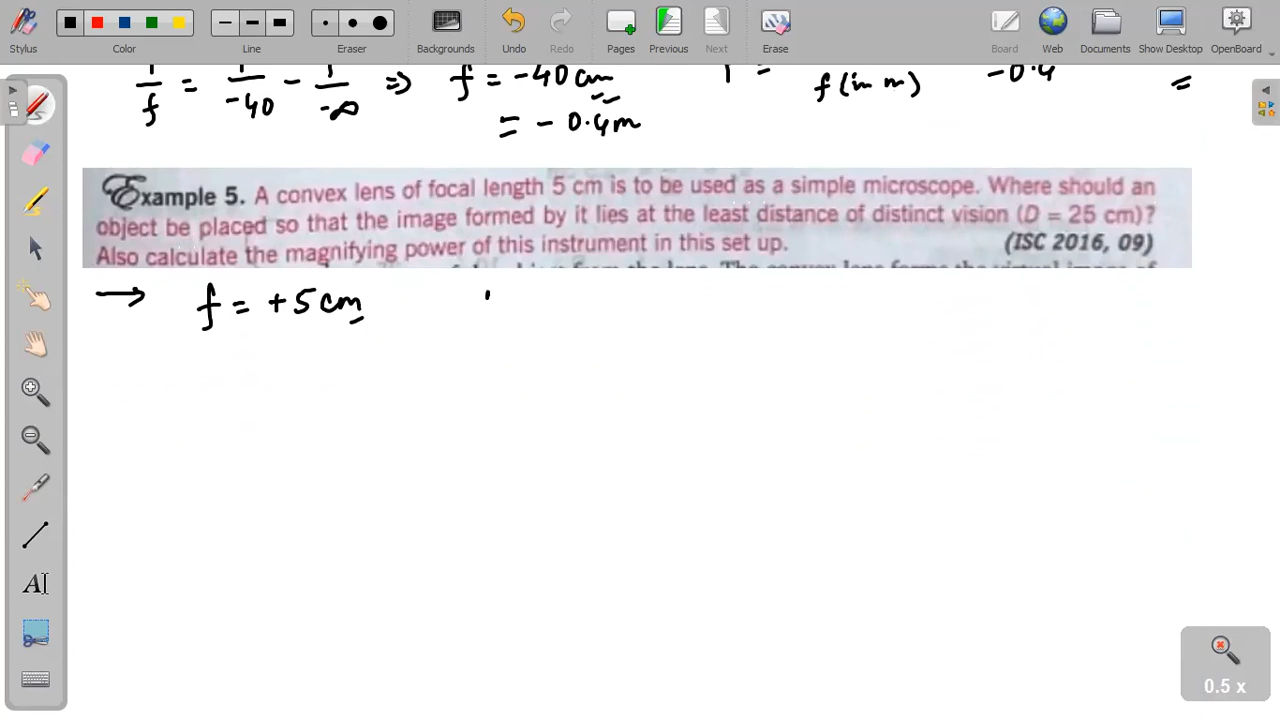 Stylus Color Line Eraser Backgrounds Undo Redo Pages Previous Next Erase Board Web Documents Show Desktop OpenBoard
1/f = 1/-40 - 1/-∞ ⇒ f = -40 cm
f (in m) -0.4 =
= - 0.4m
Example 5. A convex lens of focal length 5 cm is to be used as a simple microscope. Where should an
object be placed so that the image formed by it lies at the least distance of distinct vision (D = 25 cm)?
Also calculate the magnifying power of this instrument in this set up. (ISC 2016, 09)
→ f = +5 cm
0.5 x